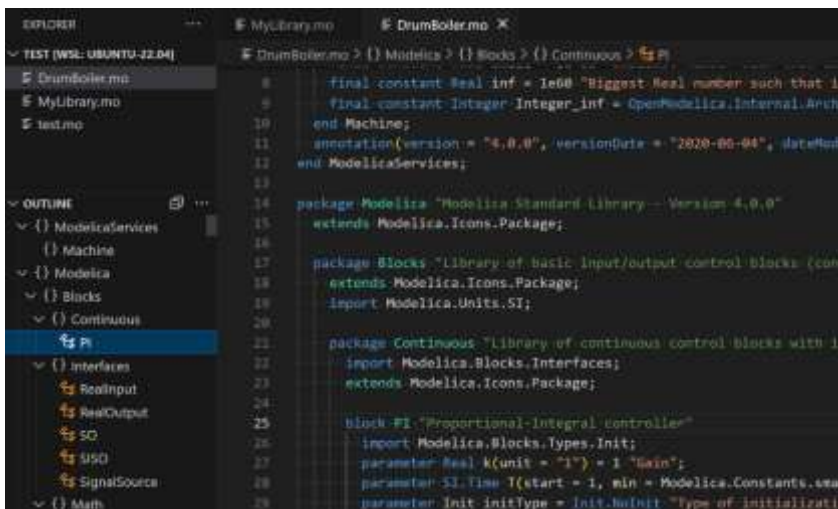 EXPLORER
TEST [WSL: UBUNTU-22.04]
DrumBoiler.mo
MyLibrary.mo
test.mo
OUTLINE
{} ModelicaServices
{} Machine
{} Modelica
{} Blocks
{} Continuous
PI
{} Interfaces
RealInput
RealOutput
SO
SISO
SignalSource
{} Math
MyLibrary.mo
DrumBoiler.mo ×
DrumBoiler.mo > {} Modelica > {} Blocks > {} Continuous > PI
8 final constant Real inf = 1e60 "Biggest Real number such that i
9 final constant Integer Integer_inf = OpenModelica.Internal.Arc
10 end Machine;
11 annotation(version = "4.0.0", versionDate = "2020-06-04", dateMod
12 end ModelicaServices;
13
14 package Modelica "Modelica Standard Library - Version 4.0.0"
15 extends Modelica.Icons.Package;
16
17 package Blocks "Library of basic input/output control blocks (con
18 extends Modelica.Icons.Package;
19 import Modelica.Units.SI;
20
21 package Continuous "Library of continuous control blocks with i
22 import Modelica.Blocks.Interfaces;
23 extends Modelica.Icons.Package;
24
25 block PI "Proportional-Integral controller"
26 import Modelica.Blocks.Types.Init;
27 parameter Real k(unit = "1") = 1 "Gain";
28 parameter SI.Time T(start = 1, min = Modelica.Constants.sma
29 parameter Init initType = Init.NoInit "Type of initializati